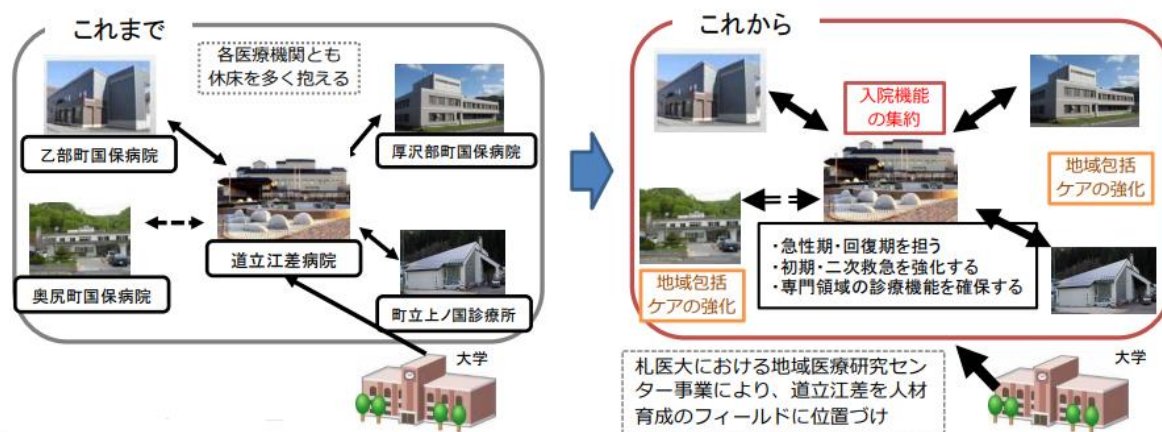 これまで
各医療機関とも
休床を多く抱える
乙部町国保病院
厚沢部町国保病院
道立江差病院
奥尻町国保病院
町立上ノ国診療所
大学
これから
入院機能
の集約
地域包括
ケアの強化
・急性期・回復期を担う
・初期・二次救急を強化する
・専門領域の診療機能を確保する
地域包括
ケアの強化
札医大における地域医療研究セン
ター事業により、道立江差を人材
育成のフィールドに位置づけ
大学